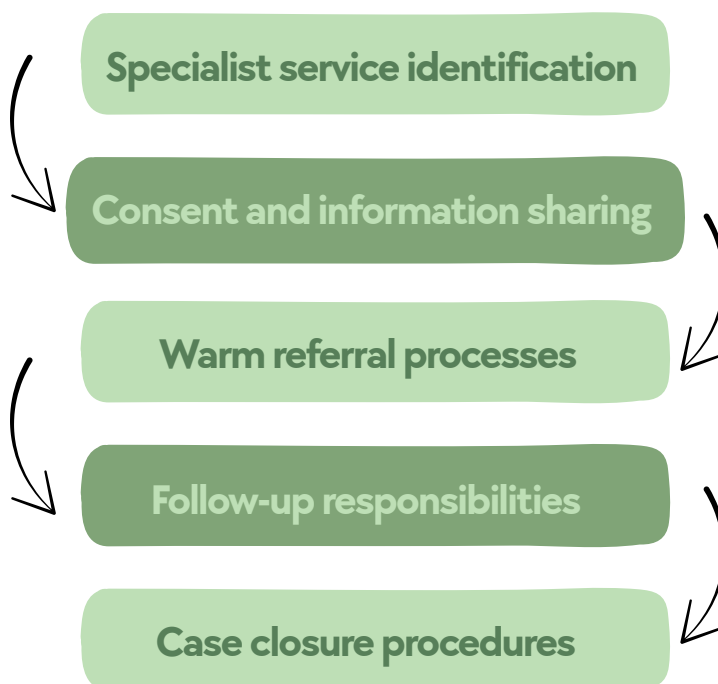 Specialist service identification
Consent and information sharing
Warm referral processes
Follow-up responsibilities
Case closure procedures